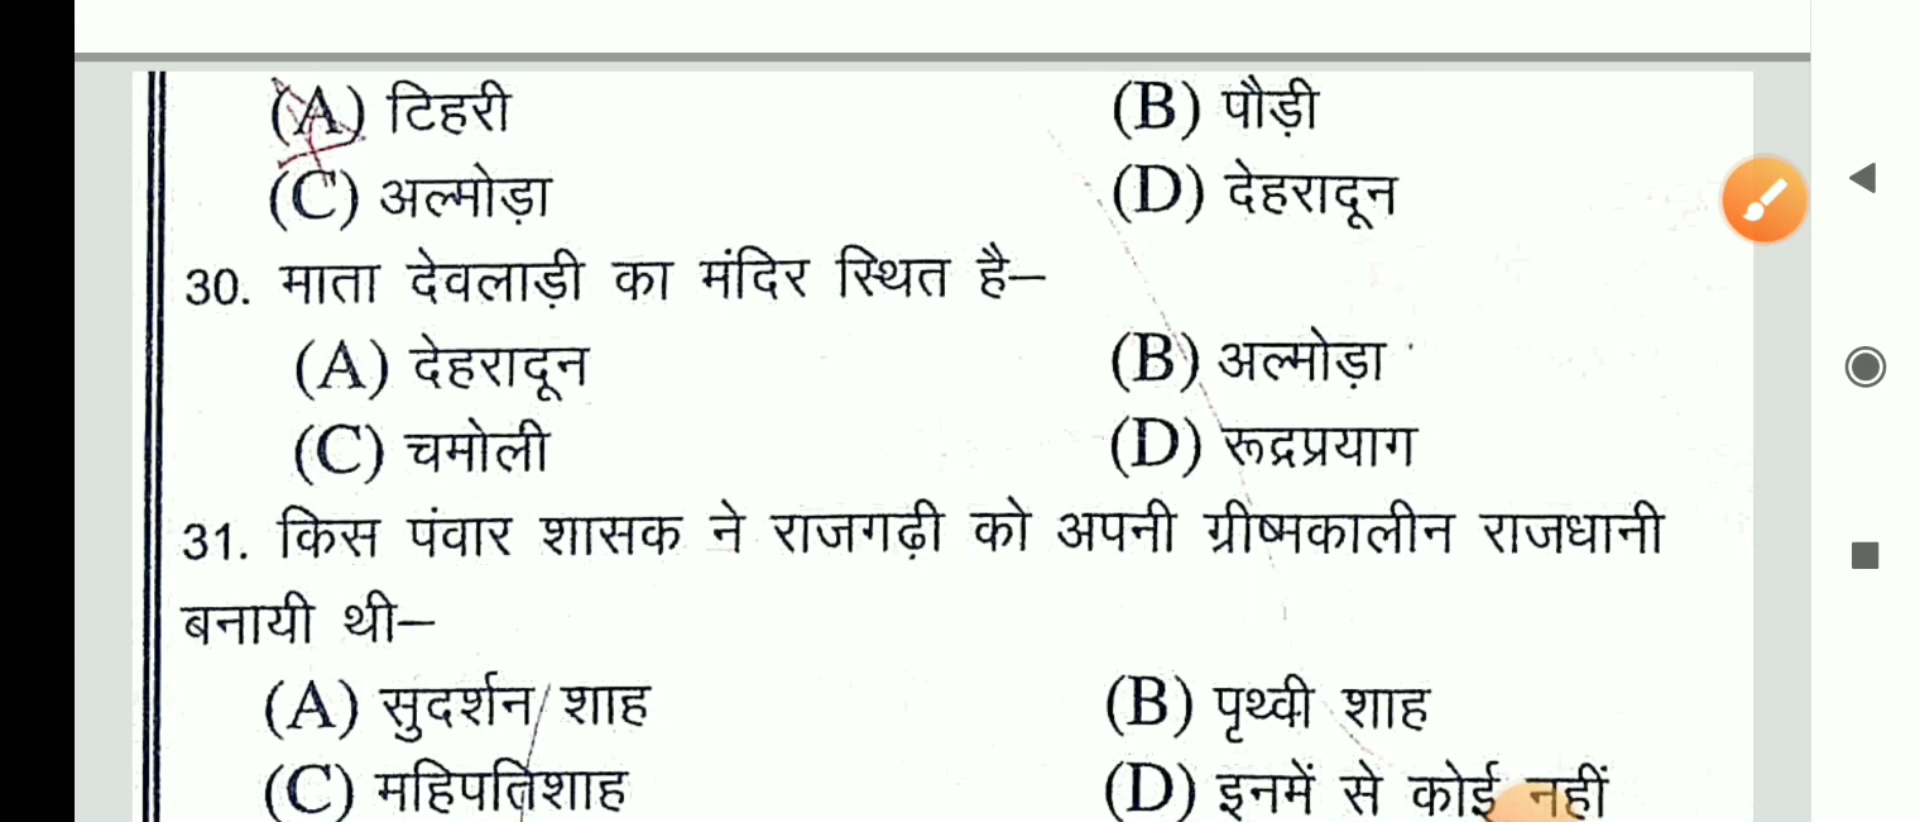 (A) टिहरी (B) पौड़ी
(C) अल्मोड़ा (D) देहरादून
30. माता देवलाड़ी का मंदिर स्थित है–
(A) देहरादून (B) अल्मोड़ा
(C) चमोली (D) रूद्रप्रयाग
31. किस पंवार शासक ने राजगढ़ी को अपनी ग्रीष्मकालीन राजधानी
बनायी थी–
(A) सुदर्शन शाह (B) पृथ्वी शाह
(C) महिपतिशाह (D) इनमें से कोई नहीं